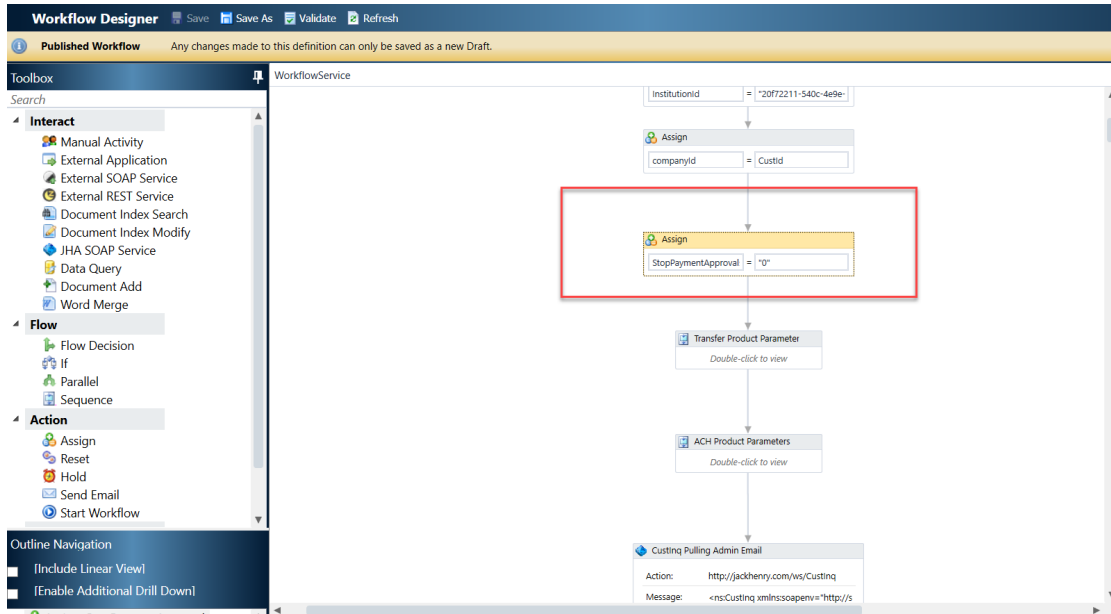 Workflow Designer Save Save As Validate Refresh
Published Workflow Any changes made to this definition can only be saved as a new Draft.
Toolbox
Search
Interact
Manual Activity
External Application
External SOAP Service
External REST Service
Document Index Search
Document Index Modify
JHA SOAP Service
Data Query
Document Add
Word Merge
Flow
Flow Decision
If
Parallel
Sequence
Action
Assign
Reset
Hold
Send Email
Start Workflow
Outline Navigation
[Include Linear View]
[Enable Additional Drill Down]
WorkflowService
InstitutionId = "20f72211-540c-4e9e-
Assign
companyId = CustId
Assign
StopPaymentApproval = "0"
Transfer Product Parameter
Double-click to view
ACH Product Parameters
Double-click to view
CustInq Pulling Admin Email
Action: http://jackhenry.com/ws/CustInq
Message: <ns:CustInq xmlns:soapenv="http://s